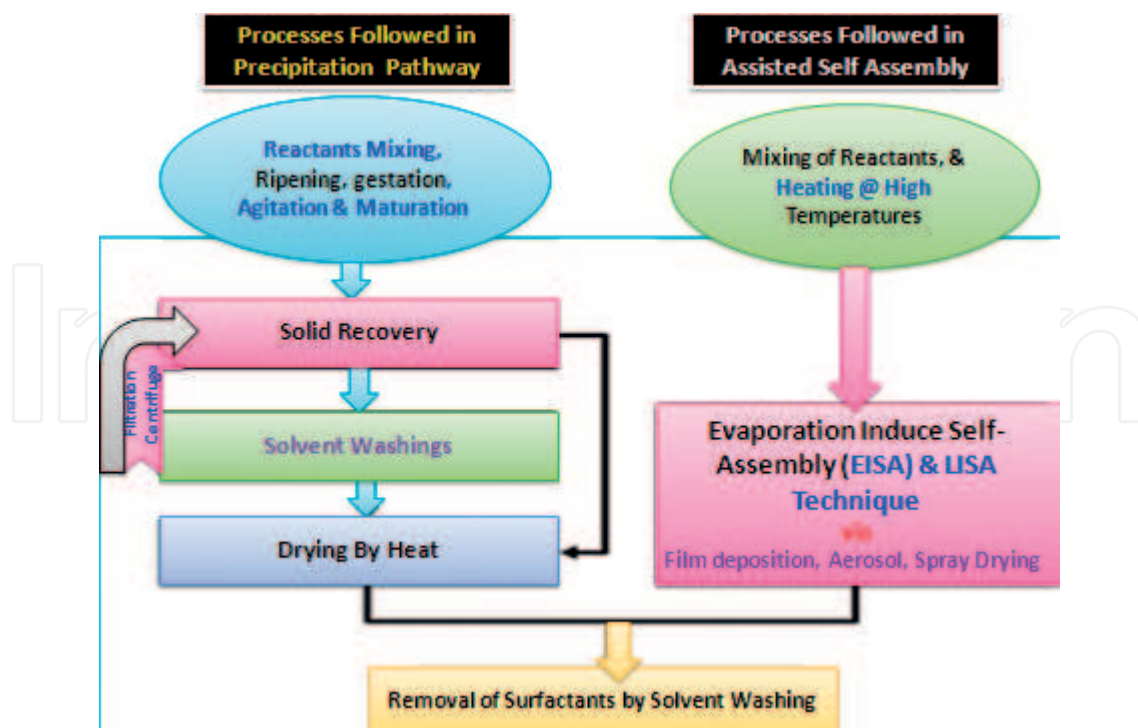 Processes Followed in
Precipitation Pathway
Reactants Mixing,
Ripening, gestation,
Agitation & Maturation
Solid Recovery
Filtration
Centrifuge
Solvent Washings
Drying By Heat
Processes Followed in
Assisted Self Assembly
Mixing of Reactants, &
Heating @ High
Temperatures
Evaporation Induce Self-
Assembly (EISA) & LISA
Technique
via
Film deposition, Aerosol, Spray Drying
Removal of Surfactants by Solvent Washing